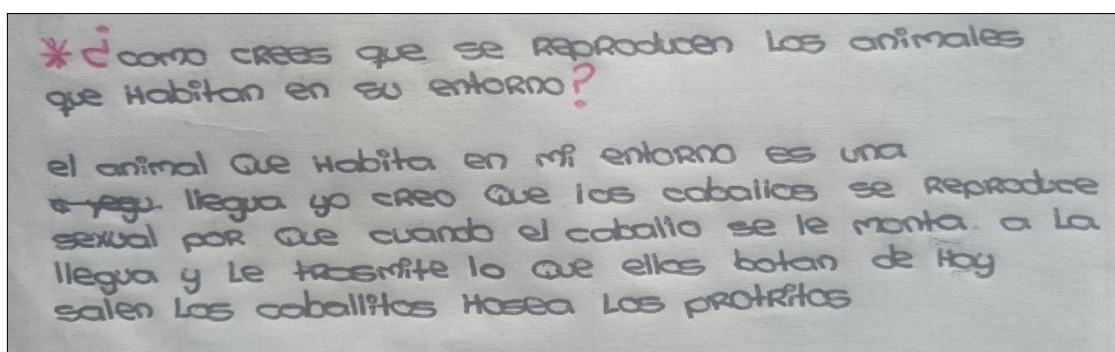 * ¿como crees que se Reproducen Los animales
que Habitan en su entorno?
el animal Que Habita en mi entorno es una
llegua yo creo Que los caballos se Reproduce
sexual por Que cuando el caballo se le monta. a La
llegua y Le trasmite lo Que ellos botan de Hoy
salen Los caballitos Hosea Los protritos